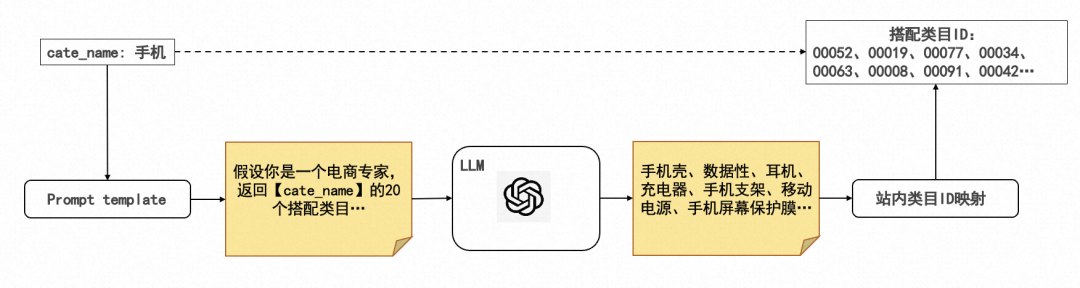 cate_name: 手机
搭配类目ID:
00052、00019、00077、00034、
00063、00008、00091、00042…
Prompt template
假设你是一个电商专家,
返回【cate_name】的20
个搭配类目…
LLM
手机壳、数据性、耳机、
充电器、手机支架、移动
电源、手机屏幕保护膜…
站内类目ID映射